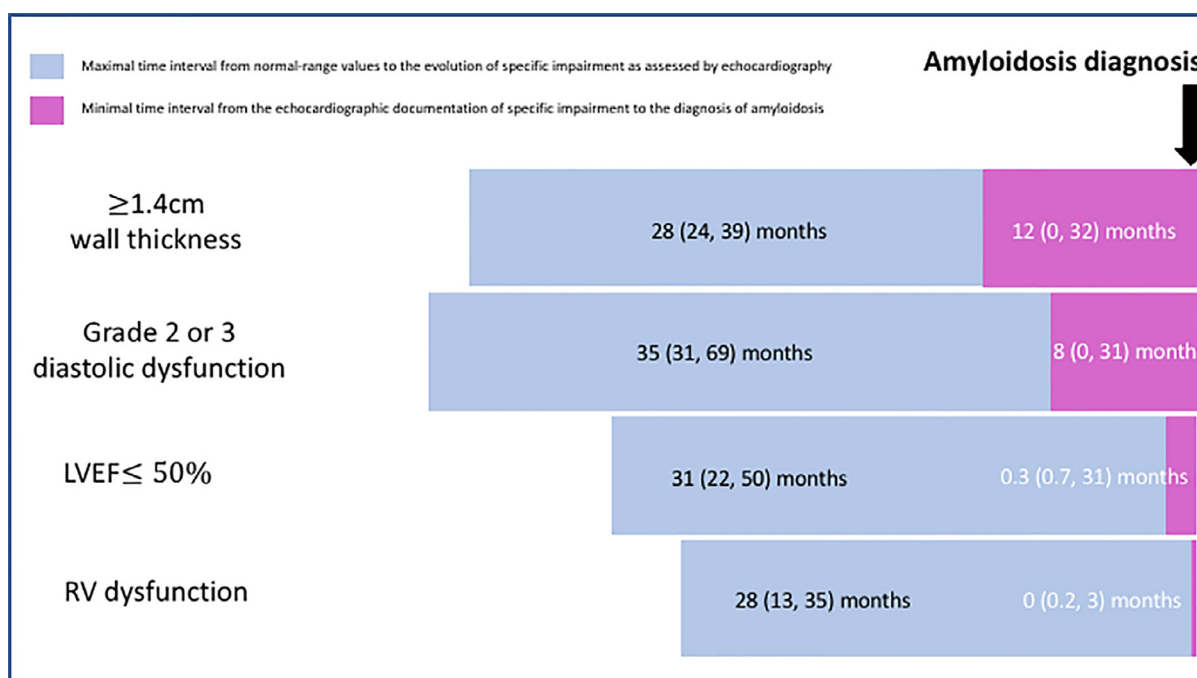 Amyloidosis diagnosis
Maximal time interval from normal-range values to the evolution of specific impairment as assessed by echocardiography
Minimal time interval from the echocardiographic documentation of specific impairment to the diagnosis of amyloidosis
≥1.4cm
wall thickness
28 (24, 39) months
12 (0, 32) months
Grade 2 or 3
diastolic dysfunction
35 (31, 69) months
8 (0, 31) month
LVEF≤ 50%
31 (22, 50) months
0.3 (0.7, 31) months
RV dysfunction
28 (13, 35) months
0 (0.2, 3) months